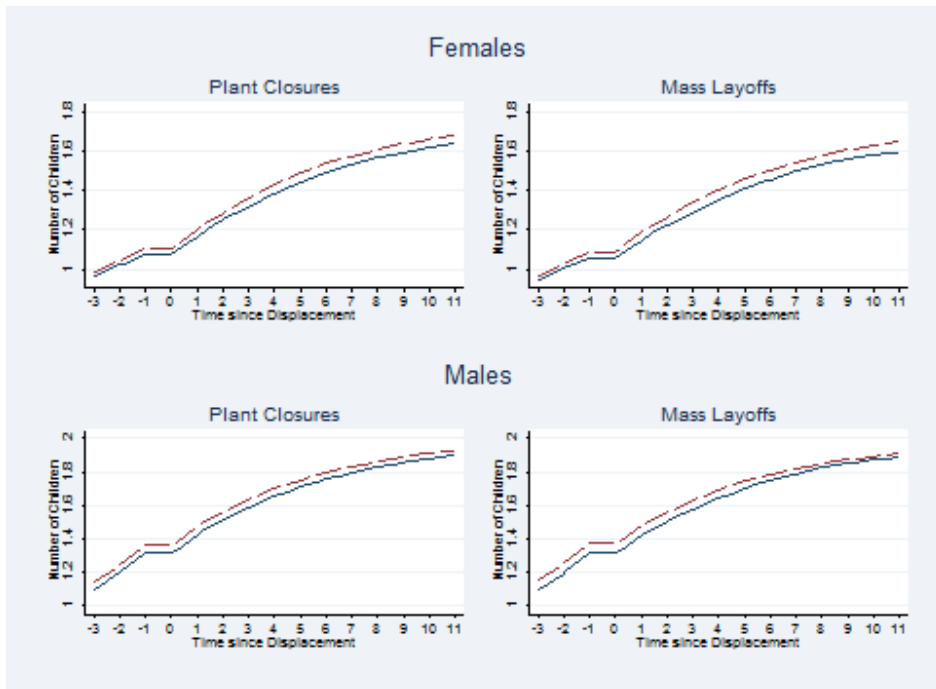 Females
Plant Closures
Number of Children
1.8
1.6
1.4
1.2
1
-3 -2 -1 0 1 2 3 4 5 6 7 8 9 10 11
Time since Displacement
Mass Layoffs
Number of Children
1.8
1.6
1.4
1.2
1
-3 -2 -1 0 1 2 3 4 5 6 7 8 9 10 11
Time since Displacement
Males
Plant Closures
Number of Children
2
1.8
1.6
1.4
1.2
1
-3 -2 -1 0 1 2 3 4 5 6 7 8 9 10 11
Time since Displacement
Mass Layoffs
Number of Children
2
1.8
1.6
1.4
1.2
1
-3 -2 -1 0 1 2 3 4 5 6 7 8 9 10 11
Time since Displacement